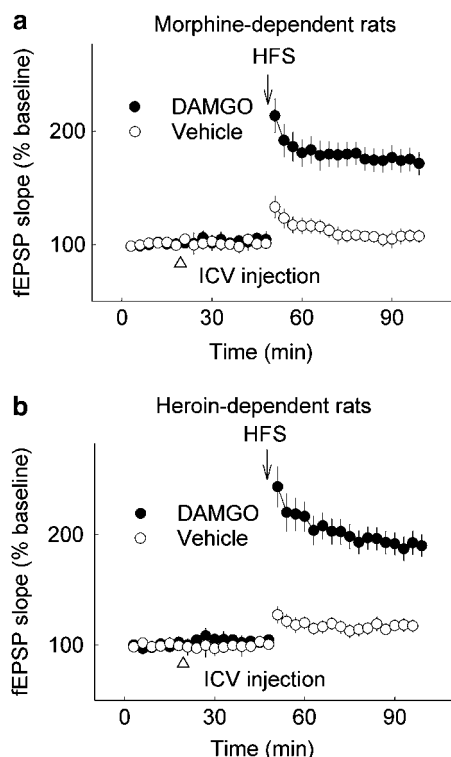 a
Morphine-dependent rats
HFS
DAMGO
Vehicle
200
100
fEPSP slope (% baseline)
ICV injection
0 30 60 90
Time (min)
b
Heroin-dependent rats
HFS
DAMGO
Vehicle
200
100
fEPSP slope (% baseline)
ICV injection
0 30 60 90
Time (min)